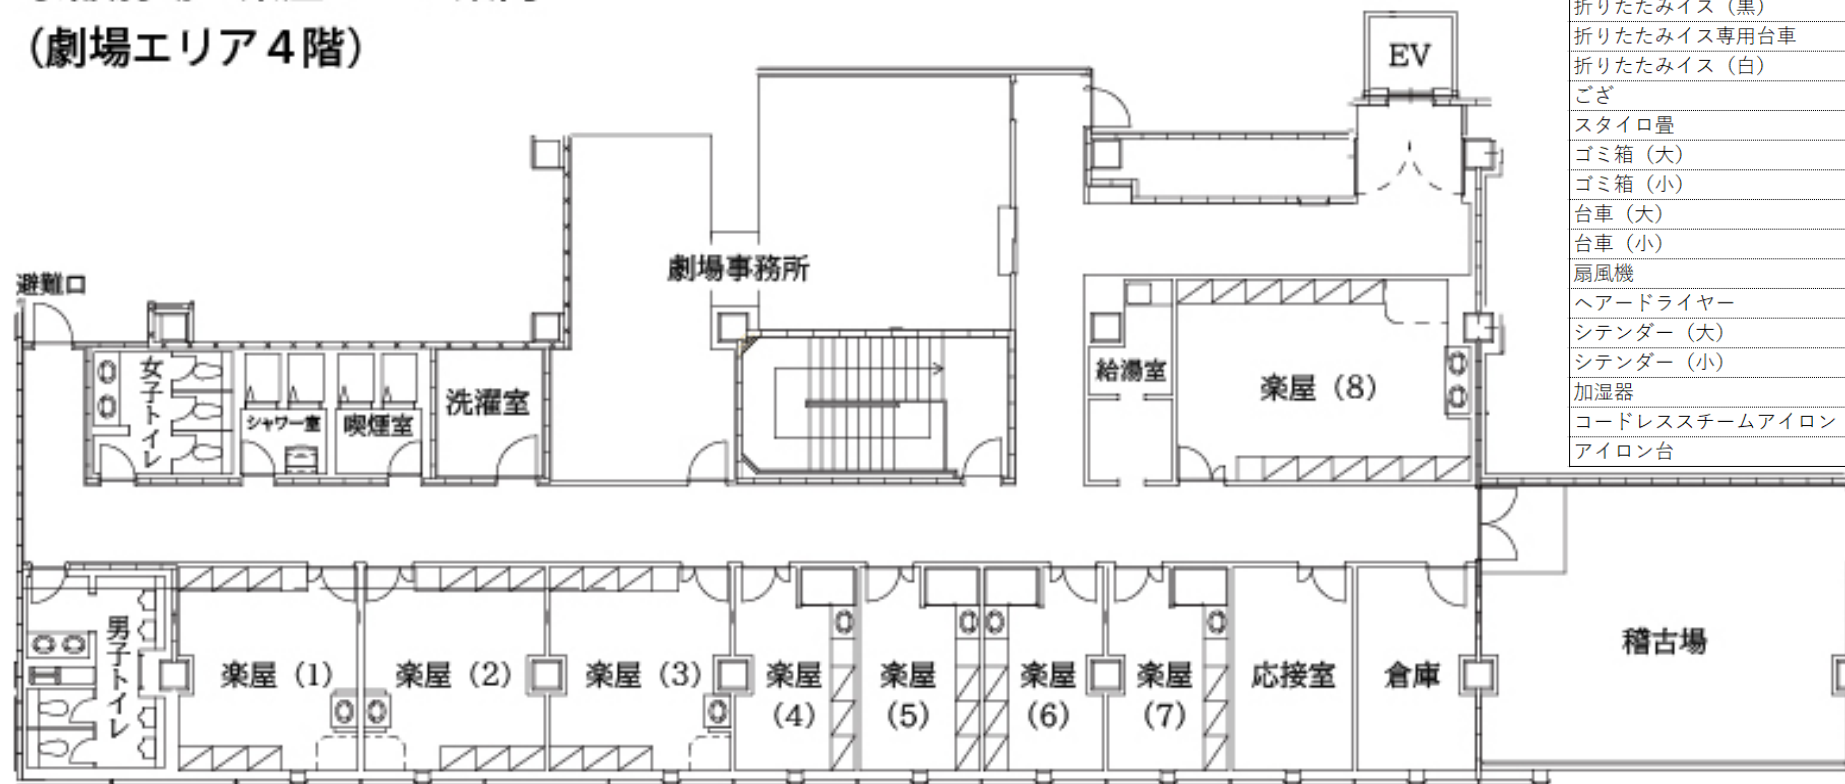 （劇場エリア４階）
EV
折りたたみイス（黒）
折りたたみイス専用台車
折りたたみイス（白）
ござ
スタイロ畳
ゴミ箱（大）
ゴミ箱（小）
台車（大）
台車（小）
扇風機
ヘアードライヤー
シテンダー（大）
シテンダー（小）
加湿器
コードレススチームアイロン
アイロン台
劇場事務所
避難口
女子トイレ
シャワー室
喫煙室
洗濯室
給湯室
楽屋（8）
男子トイレ
楽屋（1）
楽屋（2）
楽屋（3）
楽屋
（4）
楽屋
（5）
楽屋
（6）
楽屋
（7）
応接室
倉庫
稽古場